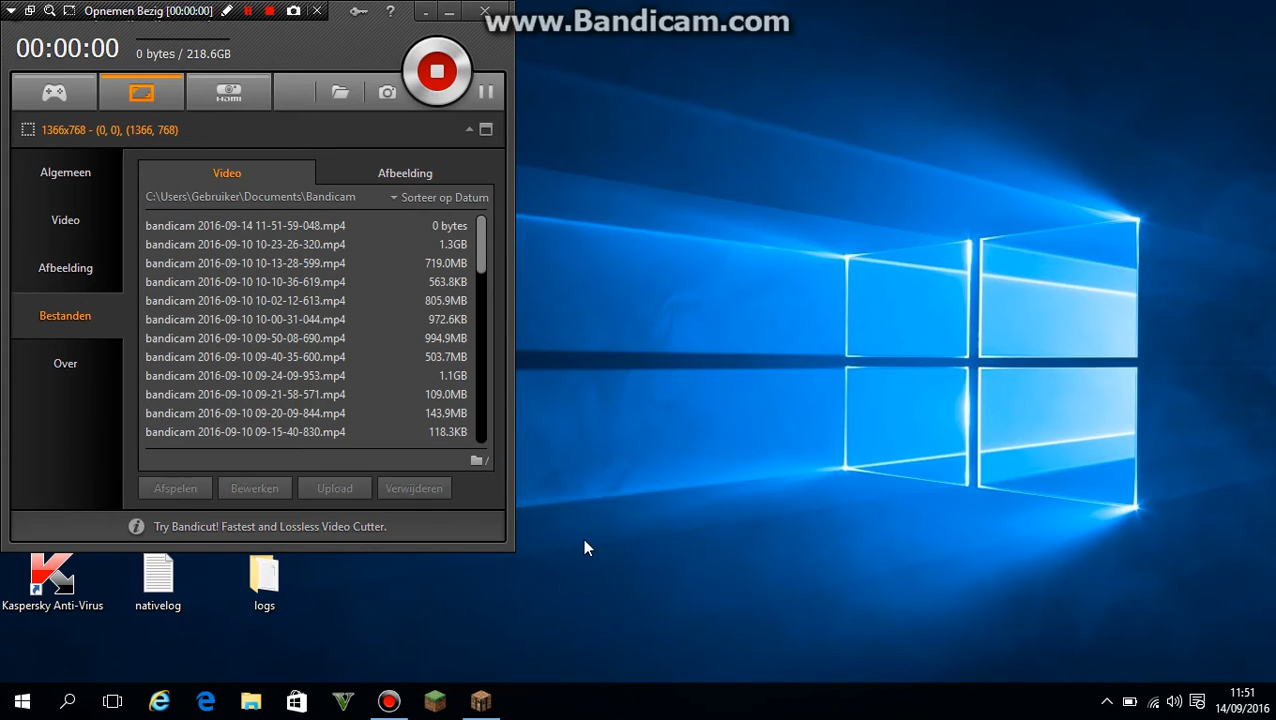 Opnemen Bezig [00:00:00]
www.Bandicam.com
00:00:00
0 bytes / 218.6GB
HDMI
1366x768 - (0, 0), (1366, 768)
Algemeen
Video
Afbeelding
Bestanden
Over
Video
Afbeelding
C:\Users\Gebruiker\Documents\Bandicam
Sorteer op Datum
bandicam 2016-09-14 11-51-59-048.mp4 0 bytes
bandicam 2016-09-10 10-23-26-320.mp4 1.3GB
bandicam 2016-09-10 10-13-28-599.mp4 719.0MB
bandicam 2016-09-10 10-10-36-619.mp4 563.8KB
bandicam 2016-09-10 10-02-12-613.mp4 805.9MB
bandicam 2016-09-10 10-00-31-044.mp4 972.6KB
bandicam 2016-09-10 09-50-08-690.mp4 994.9MB
bandicam 2016-09-10 09-40-35-600.mp4 503.7MB
bandicam 2016-09-10 09-24-09-953.mp4 1.1GB
bandicam 2016-09-10 09-21-58-571.mp4 109.0MB
bandicam 2016-09-10 09-20-09-844.mp4 143.9MB
bandicam 2016-09-10 09-15-40-830.mp4 118.3KB
/
Afspelen
Bewerken
Upload
Verwijderen
Try Bandicut! Fastest and Lossless Video Cutter.
Kaspersky Anti-Virus
nativelog
logs
11:51
14/09/2016